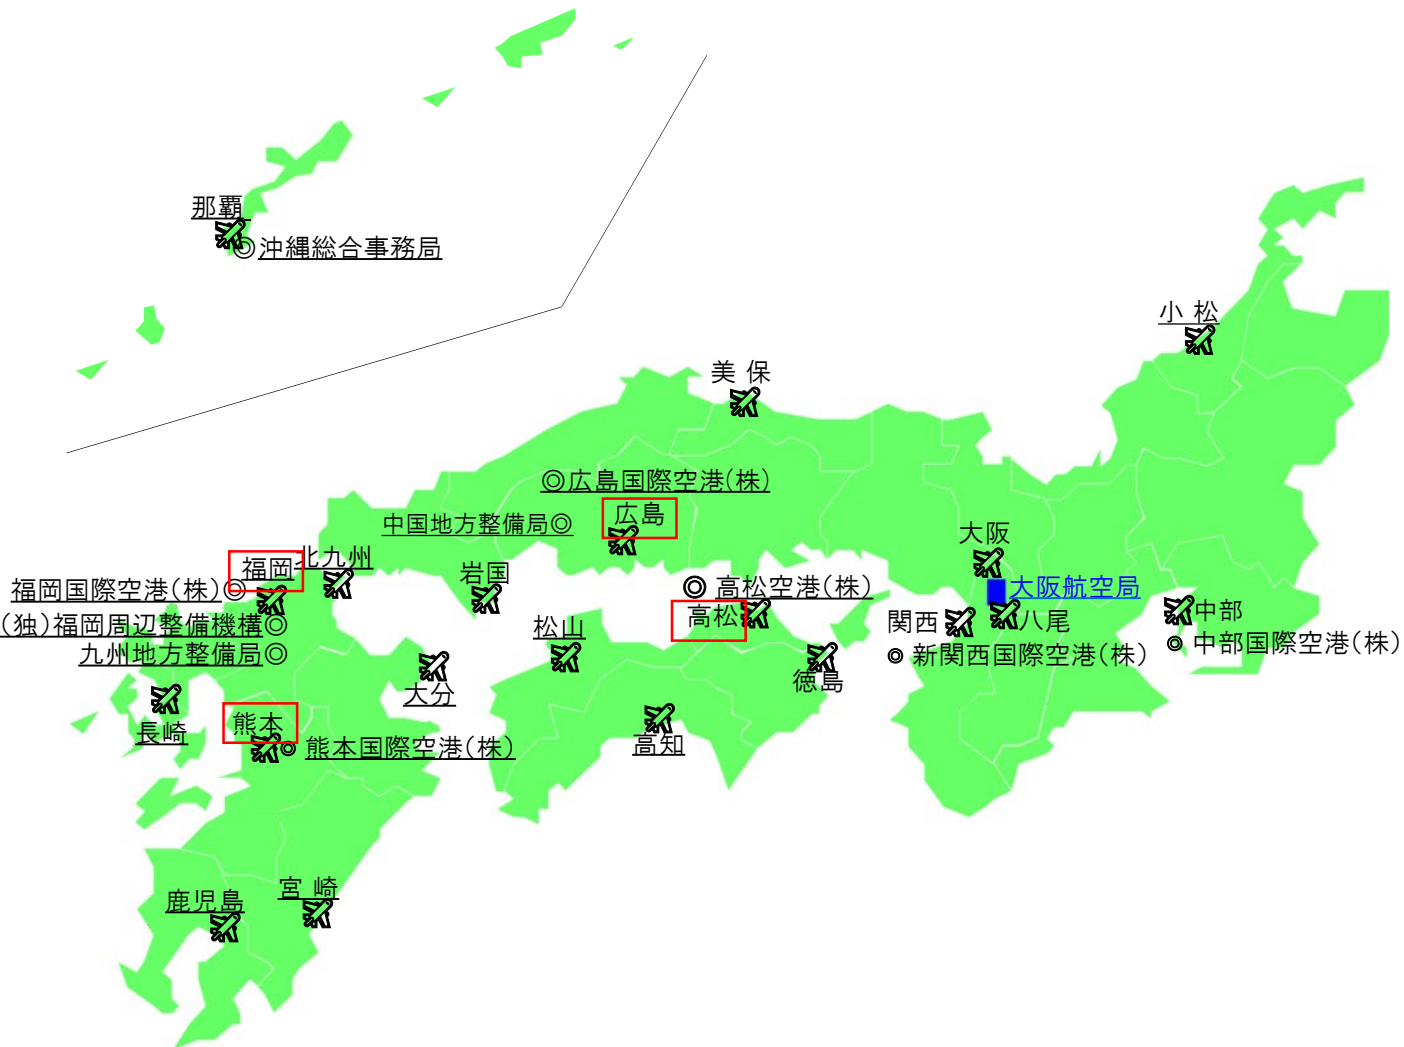 那覇
◎沖縄総合事務局
小 松
美 保
◎広島国際空港(株)
広島
中国地方整備局◎
大阪
北九州
福岡
岩国
福岡国際空港(株)◎
◎ 高松空港(株)
大阪航空局
高松
関西
八尾
中部
(独)福岡周辺整備機構◎
松山
◎ 中部国際空港(株)
九州地方整備局◎
◎ 新関西国際空港(株)
徳島
大分
長崎
熊本
高知
◎ 熊本国際空港(株)
鹿児島
宮 崎